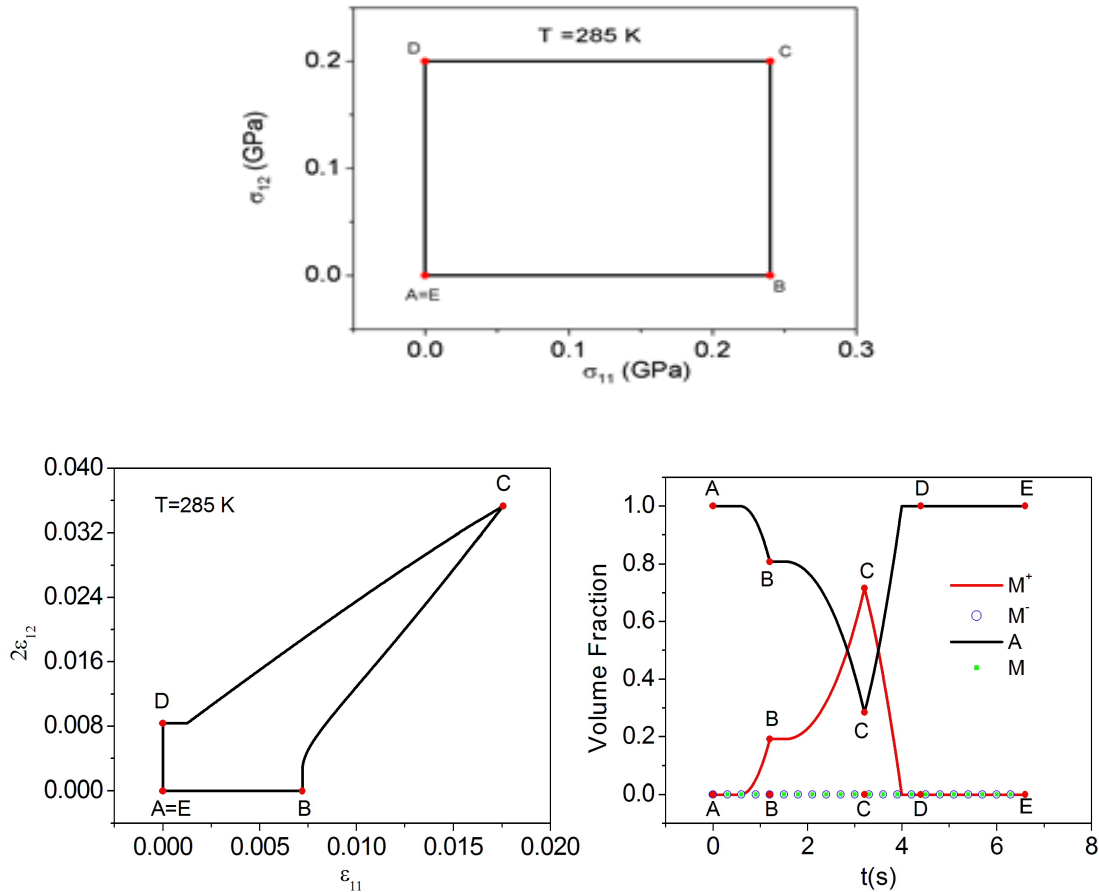 T =285 K
D
C
0.2
0.1
0.0
σ12 (GPa)
A=E
B
0.0
0.1
0.2
0.3
σ11 (GPa)
0.040
T=285 K
C
0.032
0.024
2ε12
0.016
D
0.008
0.000
A=E
B
0.000
0.005
0.010
0.015
0.020
ε11
A
D
E
1.0
B
0.8
C
M+
0.6
M-
Volume Fraction
A
0.4
M
B
C
0.2
0.0
A
B
C
D
E
0
2
4
6
8
t(s)